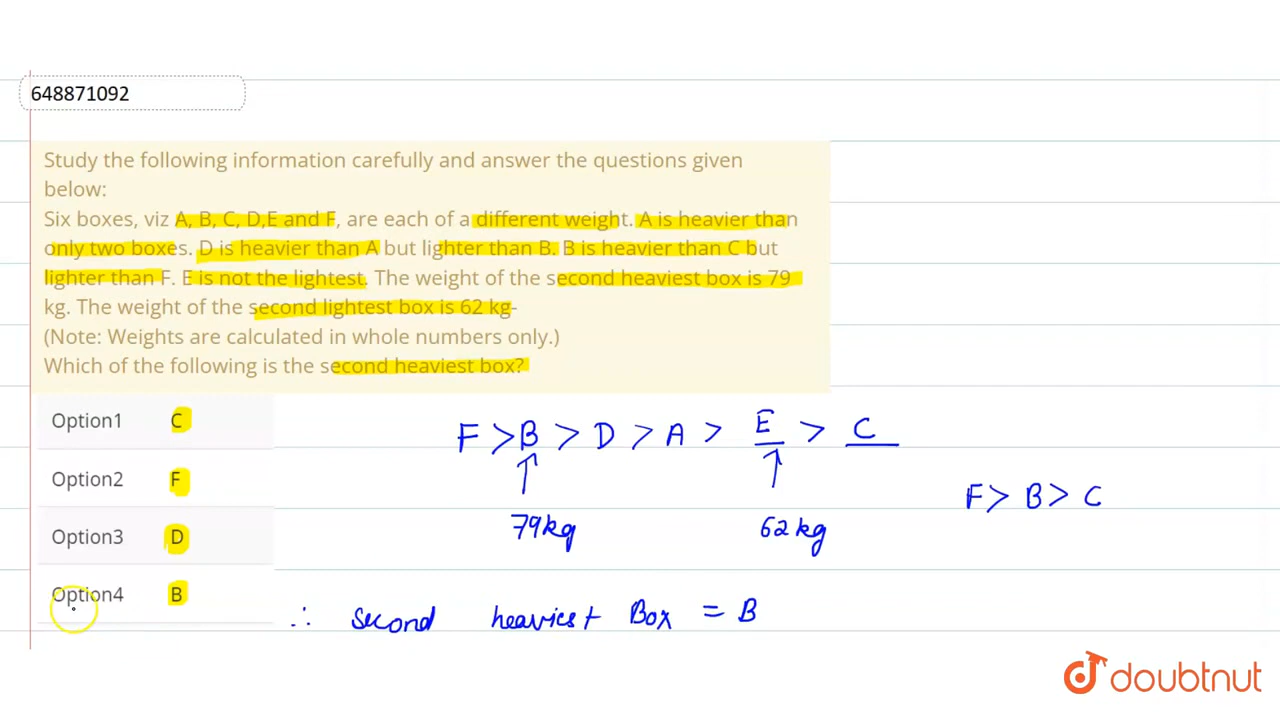 648871092
Study the following information carefully and answer the questions given
below:
Six boxes, viz A, B, C, D,E and F, are each of a different weight. A is heavier than
only two boxes. D is heavier than A but lighter than B. B is heavier than C but
lighter than F. E is not the lightest. The weight of the second heaviest box is 79
kg. The weight of the second lightest box is 62 kg-
(Note: Weights are calculated in whole numbers only.)
Which of the following is the second heaviest box?
Option1 C
Option2 F
Option3 D
Option4 B
F > B > D > A > E > C
F > B > C
79kg 62 kg
∴ second heaviest Box = B
doubtnut